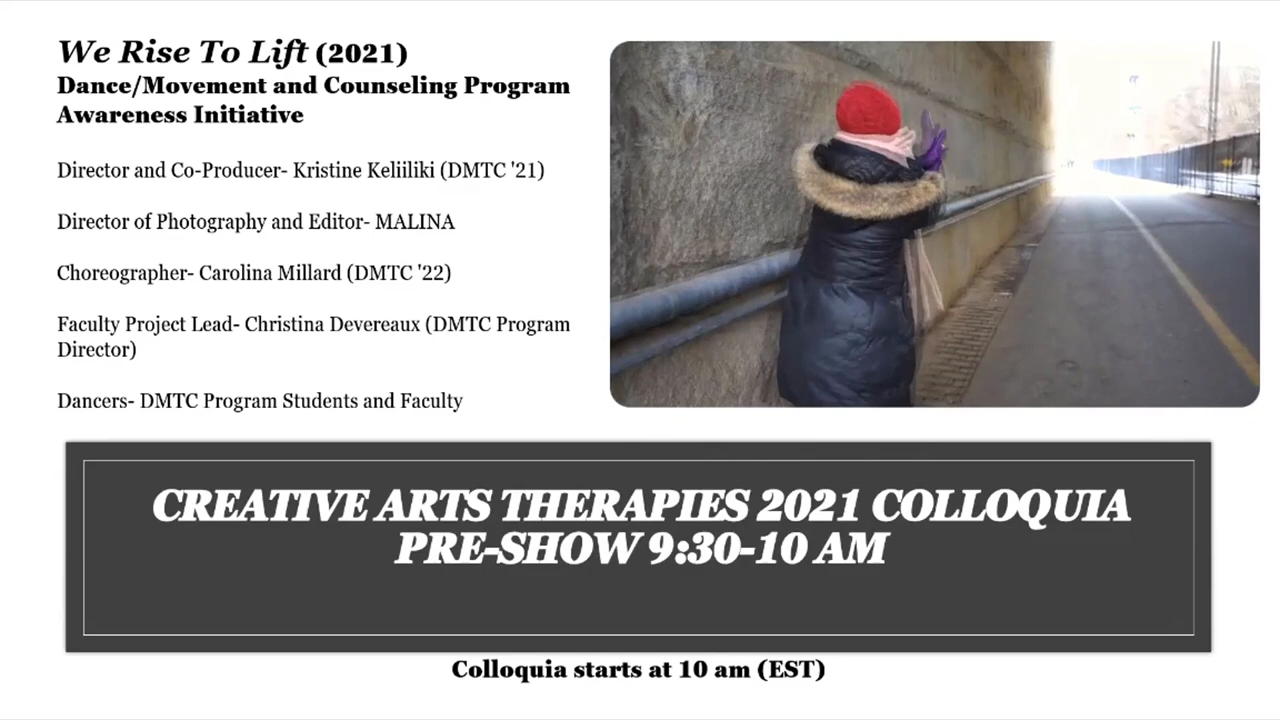 We Rise To Lift (2021)
Dance/Movement and Counseling Program
Awareness Initiative
Director and Co-Producer- Kristine Keliiliki (DMTC '21)
Director of Photography and Editor- MALINA
Choreographer- Carolina Millard (DMTC '22)
Faculty Project Lead- Christina Devereaux (DMTC Program
Director)
Dancers- DMTC Program Students and Faculty
CREATIVE ARTS THERAPIES 2021 COLLOQUIA
PRE-SHOW 9:30-10 AM
Colloquia starts at 10 am (EST)